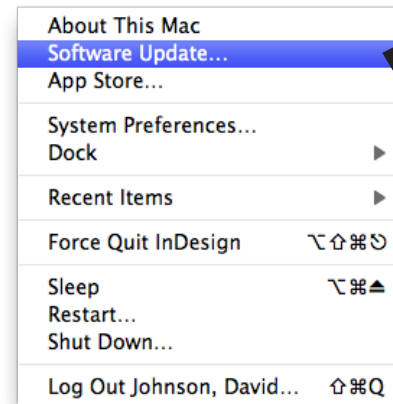 About This Mac
Software Update...
App Store...
System Preferences...
Dock ▶
Recent Items ▶
Force Quit InDesign ⌥⇧⌘⎋
Sleep ⌥⌘⏏
Restart...
Shut Down...
Log Out Johnson, David... ⇧⌘Q